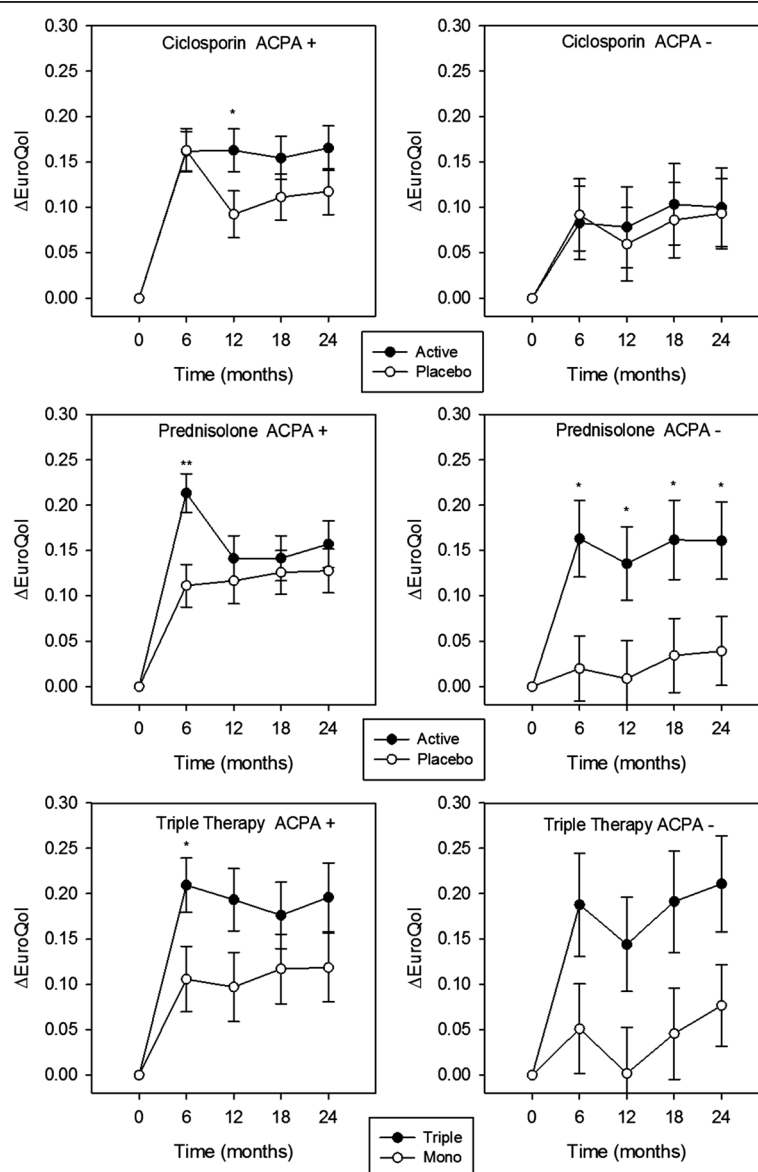 Ciclosporin ACPA +
ΔEuroQol
0.30
0.25
0.20
0.15
0.10
0.05
0.00
*
0 6 12 18 24
Time (months)
Ciclosporin ACPA -
ΔEuroQol
0.30
0.25
0.20
0.15
0.10
0.05
0.00
0 6 12 18 24
Time (months)
Active
Placebo
Prednisolone ACPA +
ΔEuroQol
0.30
0.25
0.20
0.15
0.10
0.05
0.00
**
0 6 12 18 24
Time (months)
Prednisolone ACPA -
ΔEuroQol
0.30
0.25
0.20
0.15
0.10
0.05
0.00
* * * *
0 6 12 18 24
Time (months)
Active
Placebo
Triple Therapy ACPA +
ΔEuroQol
0.30
0.25
0.20
0.15
0.10
0.05
0.00
*
0 6 12 18 24
Time (months)
Triple Therapy ACPA -
ΔEuroQol
0.30
0.25
0.20
0.15
0.10
0.05
0.00
0 6 12 18 24
Time (months)
Triple
Mono